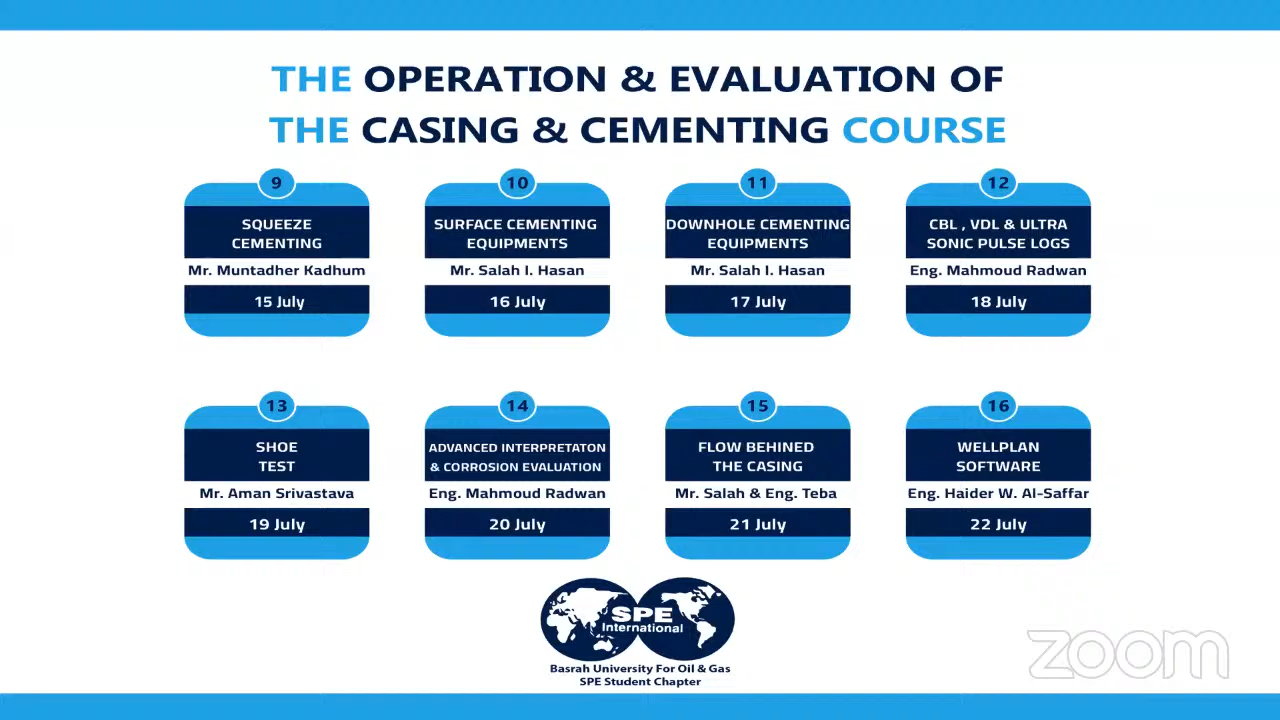 THE OPERATION & EVALUATION OF
THE CASING & CEMENTING COURSE
9
SQUEEZE
CEMENTING
Mr. Muntadher Kadhum
15 July
10
SURFACE CEMENTING
EQUIPMENTS
Mr. Salah I. Hasan
16 July
11
DOWNHOLE CEMENTING
EQUIPMENTS
Mr. Salah I. Hasan
17 July
12
CBL , VDL & ULTRA
SONIC PULSE LOGS
Eng. Mahmoud Radwan
18 July
13
SHOE
TEST
Mr. Aman Srivastava
19 July
14
ADVANCED INTERPRETATON
& CORROSION EVALUATION
Eng. Mahmoud Radwan
20 July
15
FLOW BEHINED
THE CASING
Mr. Salah & Eng. Teba
21 July
16
WELLPLAN
SOFTWARE
Eng. Haider W. Al-Saffar
22 July
SPE
International
Basrah University For Oil & Gas
SPE Student Chapter
zoom